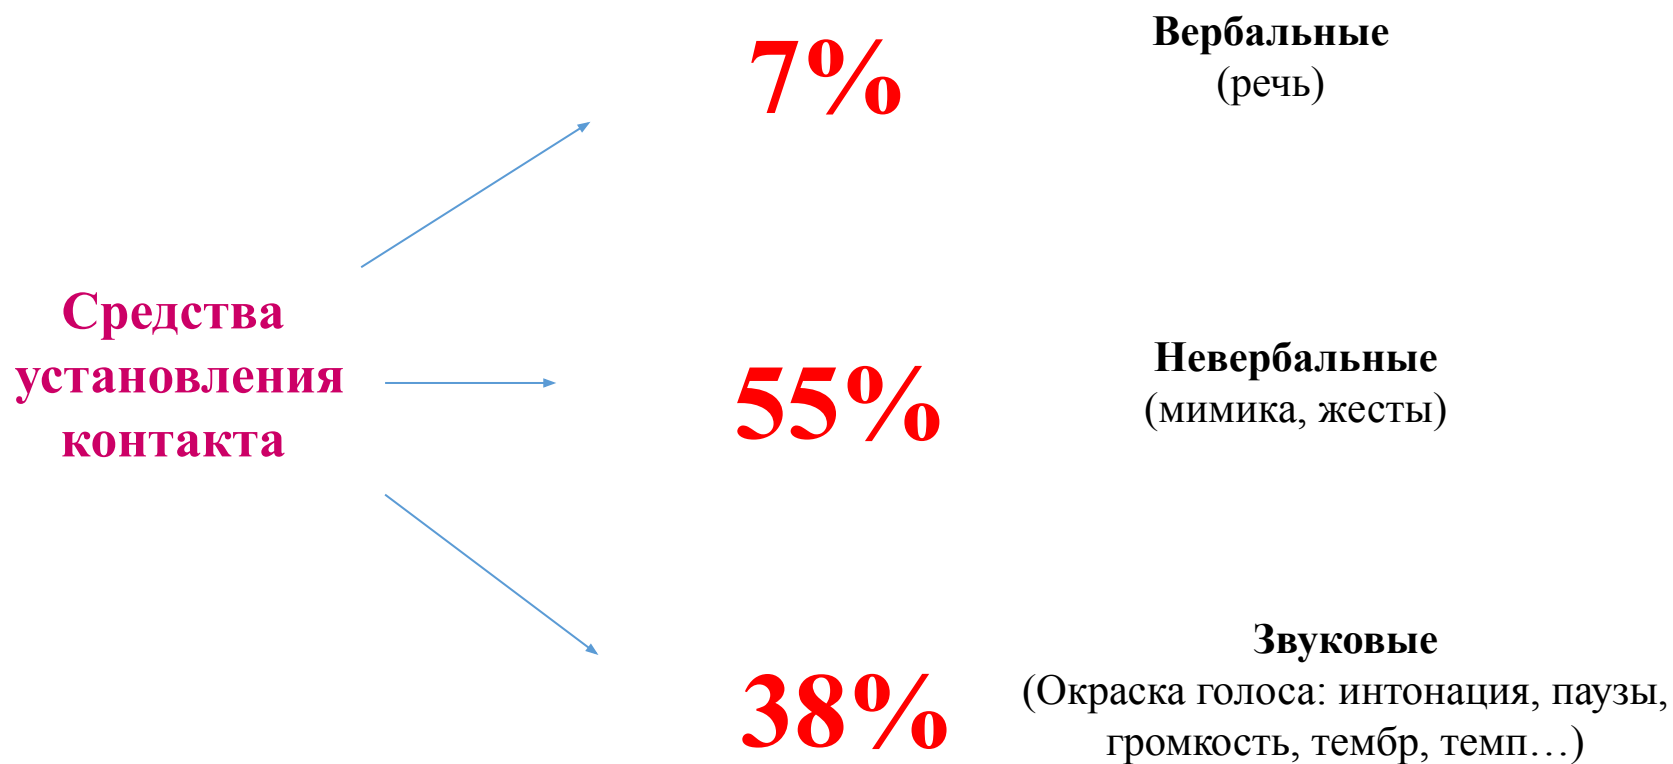 Средства
установления
контакта
7%
Вербальные
(речь)
55%
Невербальные
(мимика, жесты)
38%
Звуковые
(Окраска голоса: интонация, паузы,
громкость, тембр, темп…)